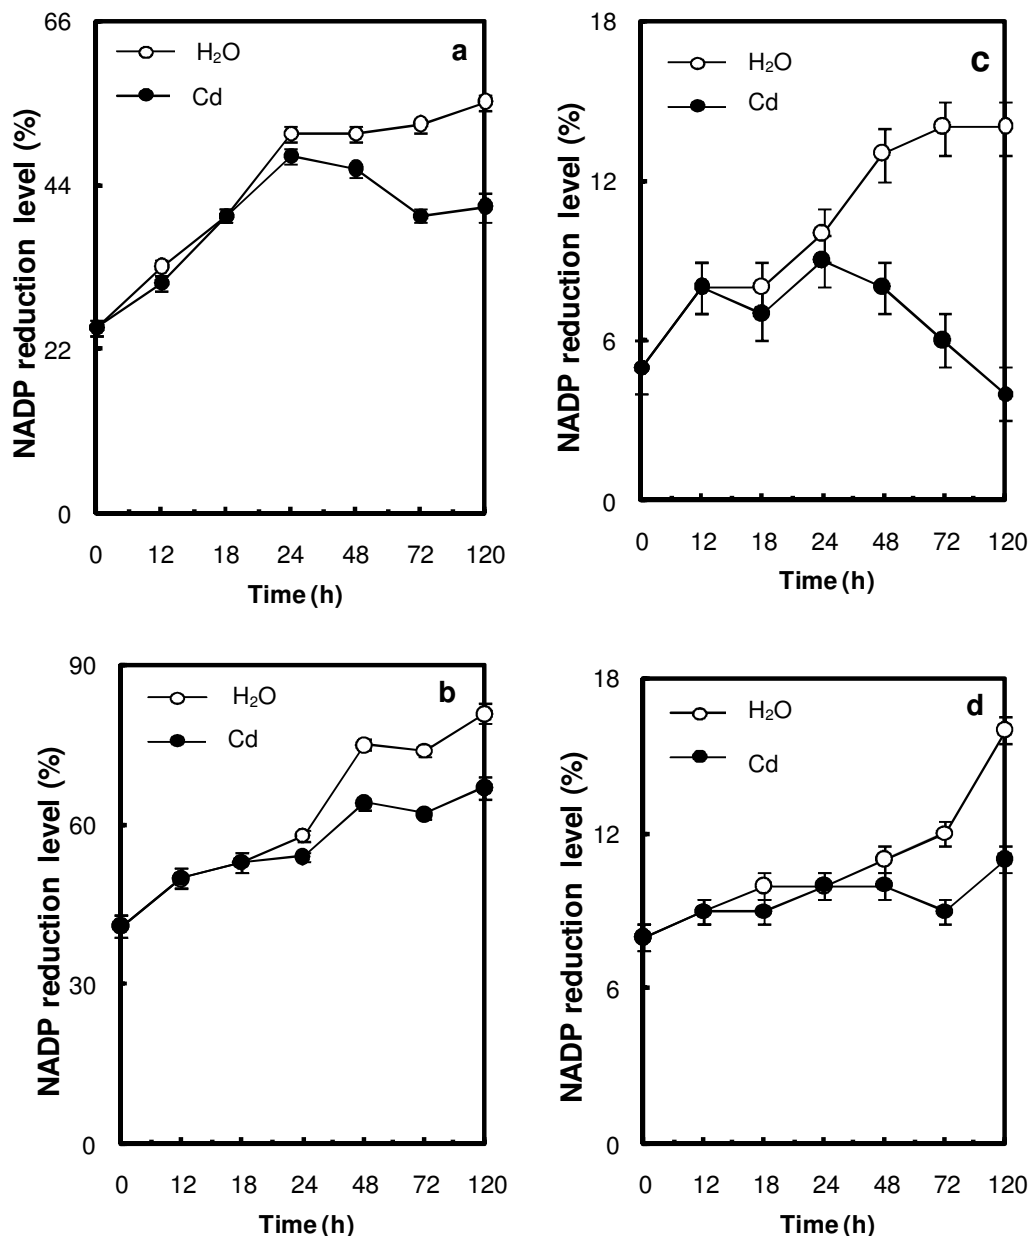 66
44
22
0
NADP reduction level (%)
H₂O
Cd
a
0 12 18 24 48 72 120
Time (h)
18
12
6
0
NADP reduction level (%)
H₂O
Cd
c
0 12 18 24 48 72 120
Time (h)
90
60
30
0
NADP reduction level (%)
H₂O
Cd
b
0 12 18 24 48 72 120
Time (h)
18
12
6
0
NADP reduction level (%)
H₂O
Cd
d
0 12 18 24 48 72 120
Time (h)